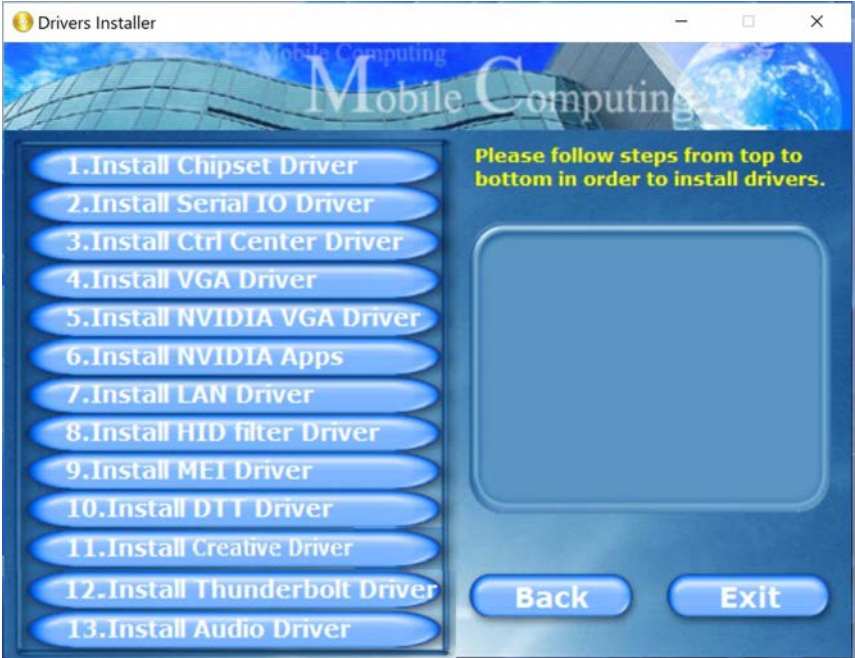 Drivers Installer
Mobile Computing
Mobile Computing
1.Install Chipset Driver
2.Install Serial IO Driver
3.Install Ctrl Center Driver
4.Install VGA Driver
5.Install NVIDIA VGA Driver
6.Install NVIDIA Apps
7.Install LAN Driver
8.Install HID filter Driver
9.Install MEI Driver
10.Install DTT Driver
11.Install Creative Driver
12.Install Thunderbolt Driver
13.Install Audio Driver
Please follow steps from top to
bottom in order to install drivers.
Back
Exit